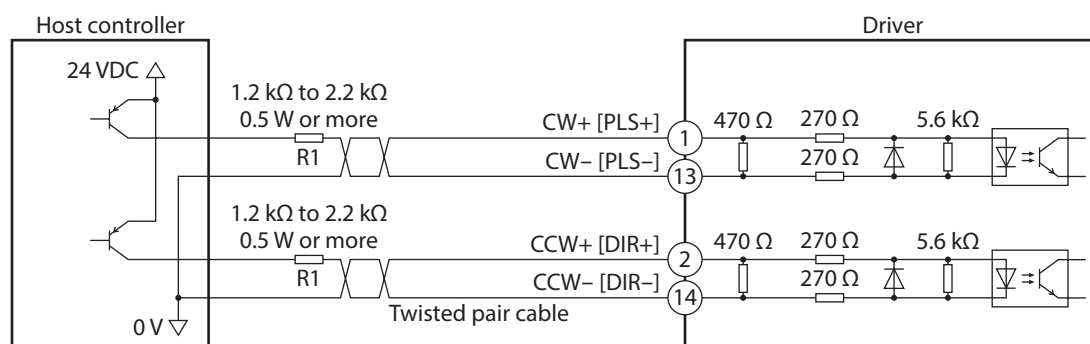 Host controller
Driver
24 VDC
1.2 kΩ to 2.2 kΩ
0.5 W or more
R1
CW+ [PLS+]
1
470 Ω
270 Ω
5.6 kΩ
CW– [PLS–]
13
270 Ω
1.2 kΩ to 2.2 kΩ
0.5 W or more
R1
CCW+ [DIR+]
2
470 Ω
270 Ω
5.6 kΩ
CCW– [DIR–]
14
270 Ω
Twisted pair cable
0 V